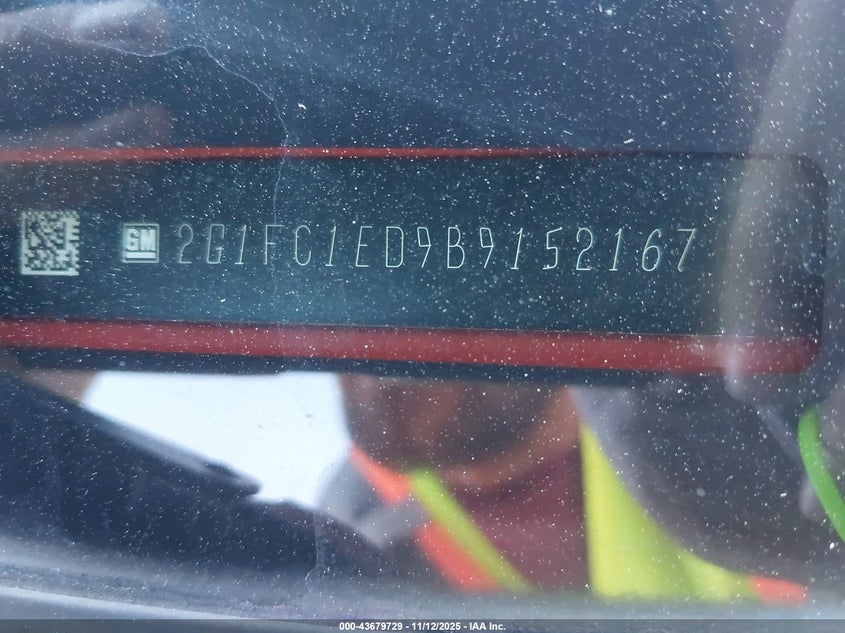 GM 2G1FC1ED9B9152167
000-43679729 - 11/12/2025 - IAA Inc.